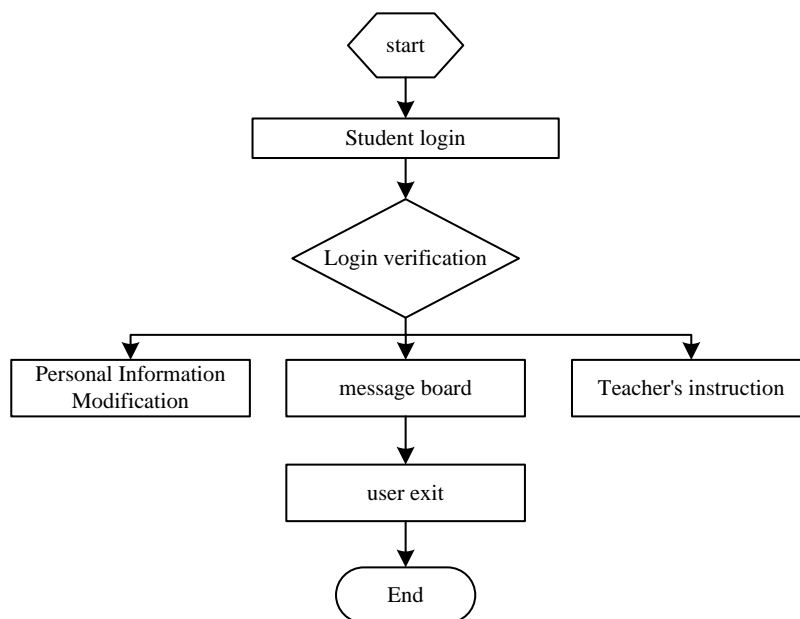 start
Student login
Login verification
Personal Information
Modification
message board
Teacher's instruction
user exit
End